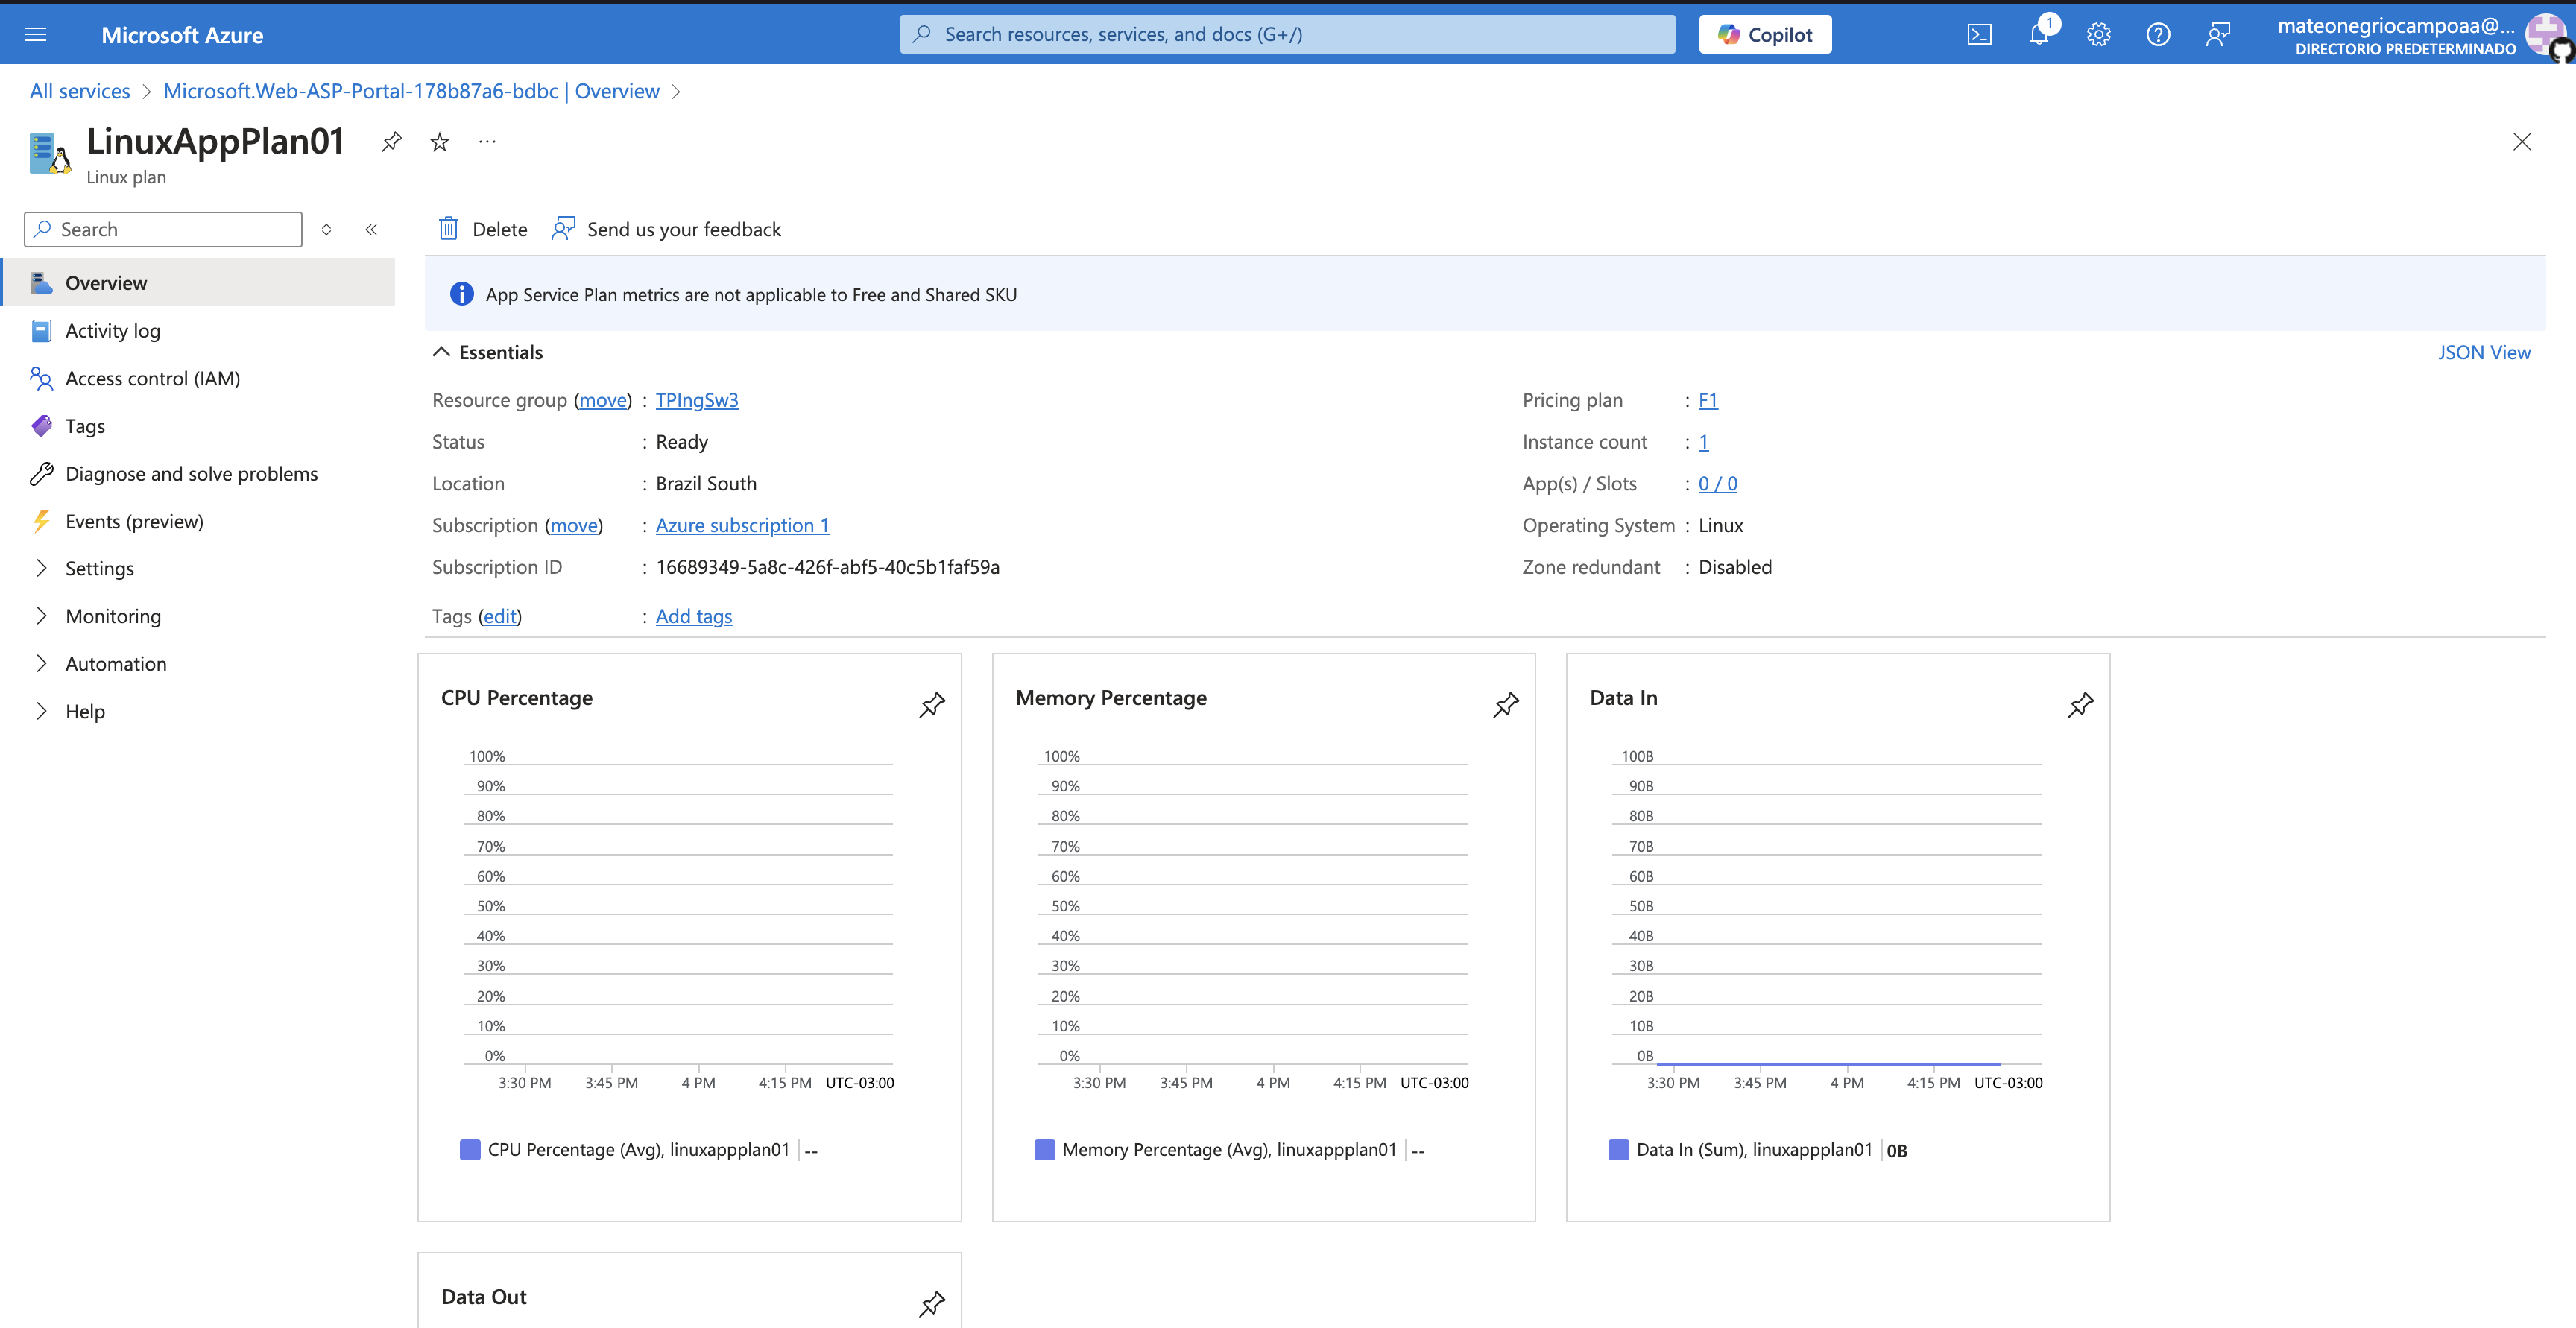 Microsoft Azure
Search resources, services, and docs (G+/)
Copilot
1
mateonegriocampoaa@...
DIRECTORIO PREDETERMINADO
All services > Microsoft.Web-ASP-Portal-178b87a6-bdbc | Overview >
LinuxAppPlan01
...
Linux plan
Search
Delete
Send us your feedback
Overview
Activity log
Access control (IAM)
Tags
Diagnose and solve problems
Events (preview)
Settings
Monitoring
Automation
Help
App Service Plan metrics are not applicable to Free and Shared SKU
Essentials
JSON View
Resource group (move) : TPIngSw3
Status : Ready
Location : Brazil South
Subscription (move) : Azure subscription 1
Subscription ID : 16689349-5a8c-426f-abf5-40c5b1faf59a
Tags (edit) : Add tags
Pricing plan : F1
Instance count : 1
App(s) / Slots : 0 / 0
Operating System : Linux
Zone redundant : Disabled
CPU Percentage
100%
90%
80%
70%
60%
50%
40%
30%
20%
10%
0%
3:30 PM 3:45 PM 4 PM 4:15 PM UTC-03:00
CPU Percentage (Avg), linuxappplan01 | --
Memory Percentage
100%
90%
80%
70%
60%
50%
40%
30%
20%
10%
0%
3:30 PM 3:45 PM 4 PM 4:15 PM UTC-03:00
Memory Percentage (Avg), linuxappplan01 | --
Data In
100B
90B
80B
70B
60B
50B
40B
30B
20B
10B
0B
3:30 PM 3:45 PM 4 PM 4:15 PM UTC-03:00
Data In (Sum), linuxappplan01 | 0B
Data Out